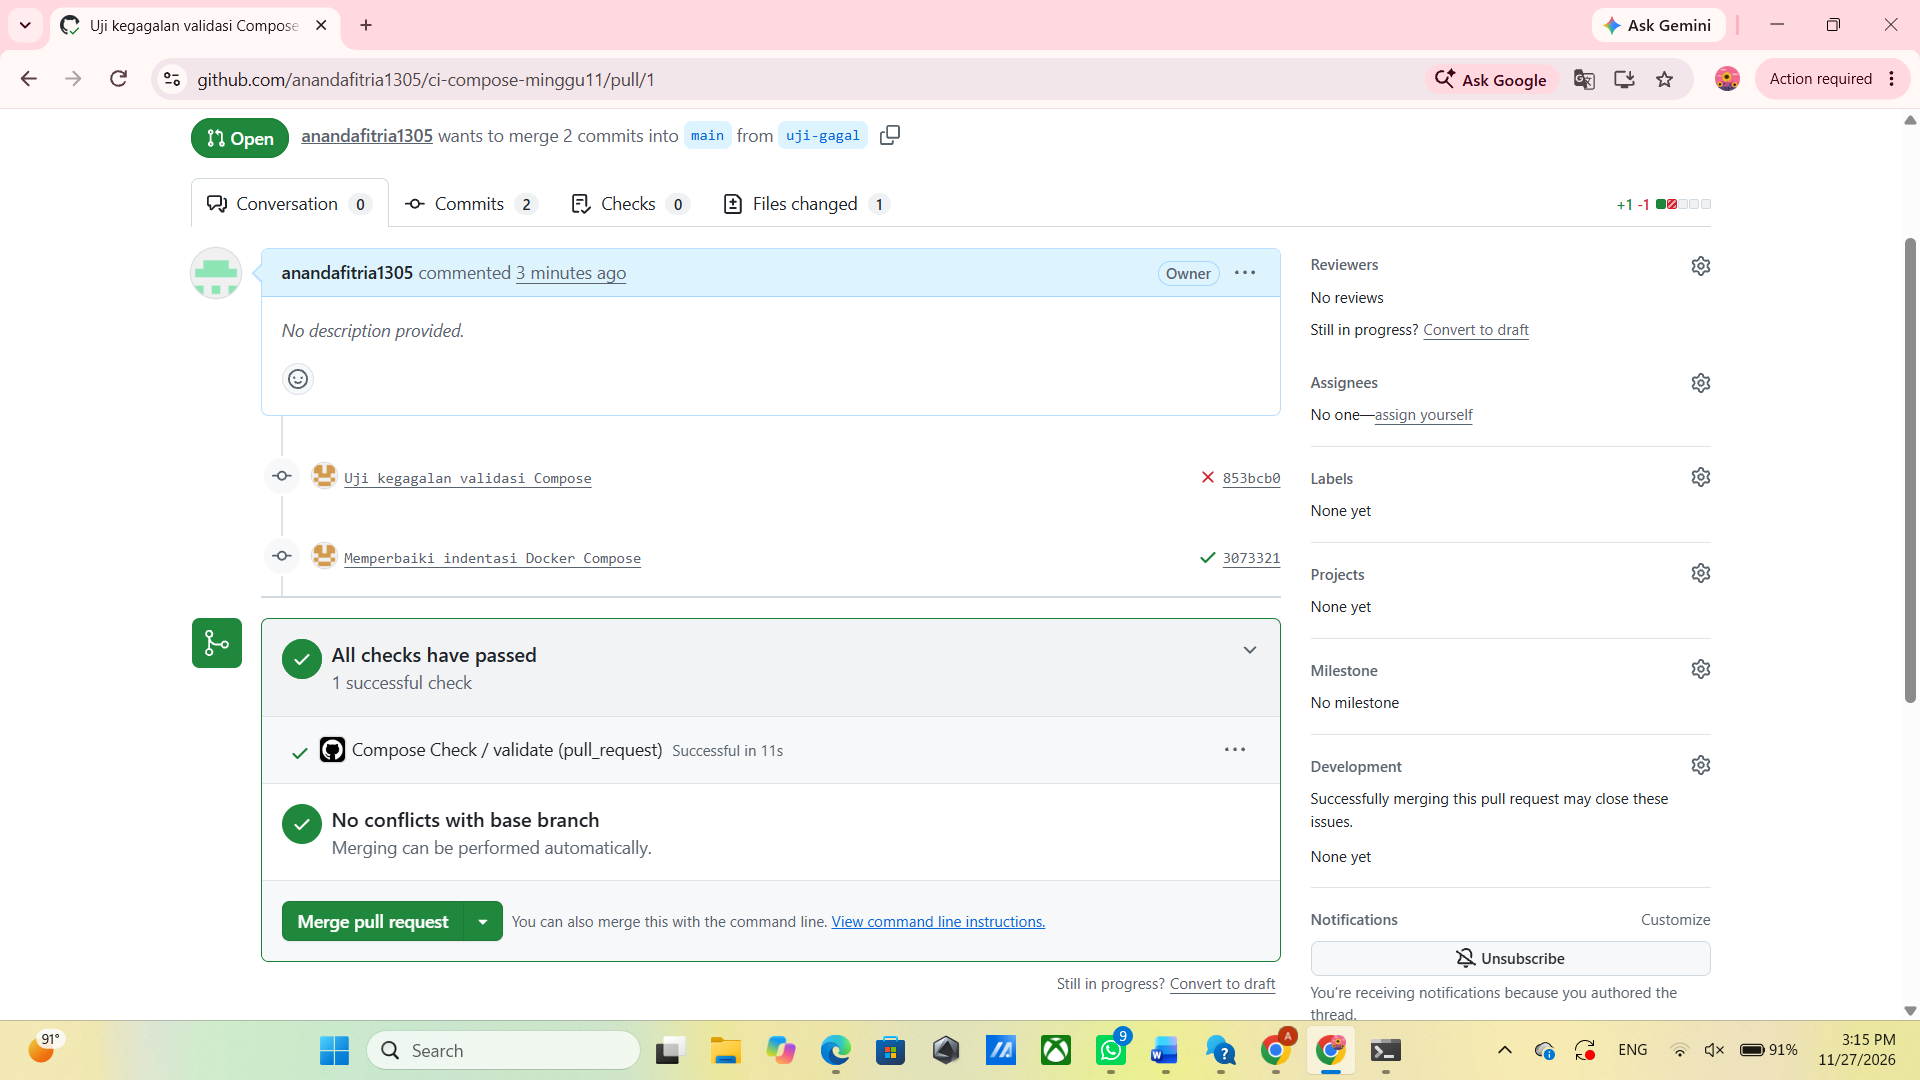 Uji kegagalan validasi Compose
Ask Gemini
github.com/anandafitria1305/ci-compose-minggu11/pull/1
Ask Google
Action required
Open
anandafitria1305 wants to merge 2 commits into main from uji-gagal
Conversation 0
Commits 2
Checks 0
Files changed 1
+1 -1
anandafitria1305 commented 3 minutes ago
Owner
No description provided.
Uji kegagalan validasi Compose
853bcb0
Memperbaiki indentasi Docker Compose
3073321
All checks have passed
1 successful check
Compose Check / validate (pull_request) Successful in 11s
No conflicts with base branch
Merging can be performed automatically.
Merge pull request
You can also merge this with the command line. View command line instructions.
Still in progress? Convert to draft
Reviewers
No reviews
Still in progress? Convert to draft
Assignees
No one—assign yourself
Labels
None yet
Projects
None yet
Milestone
No milestone
Development
Successfully merging this pull request may close these
issues.
None yet
Notifications
Customize
Unsubscribe
You're receiving notifications because you authored the
thread.
91°
Search
9
A
ENG
91%
3:15 PM
11/27/2026